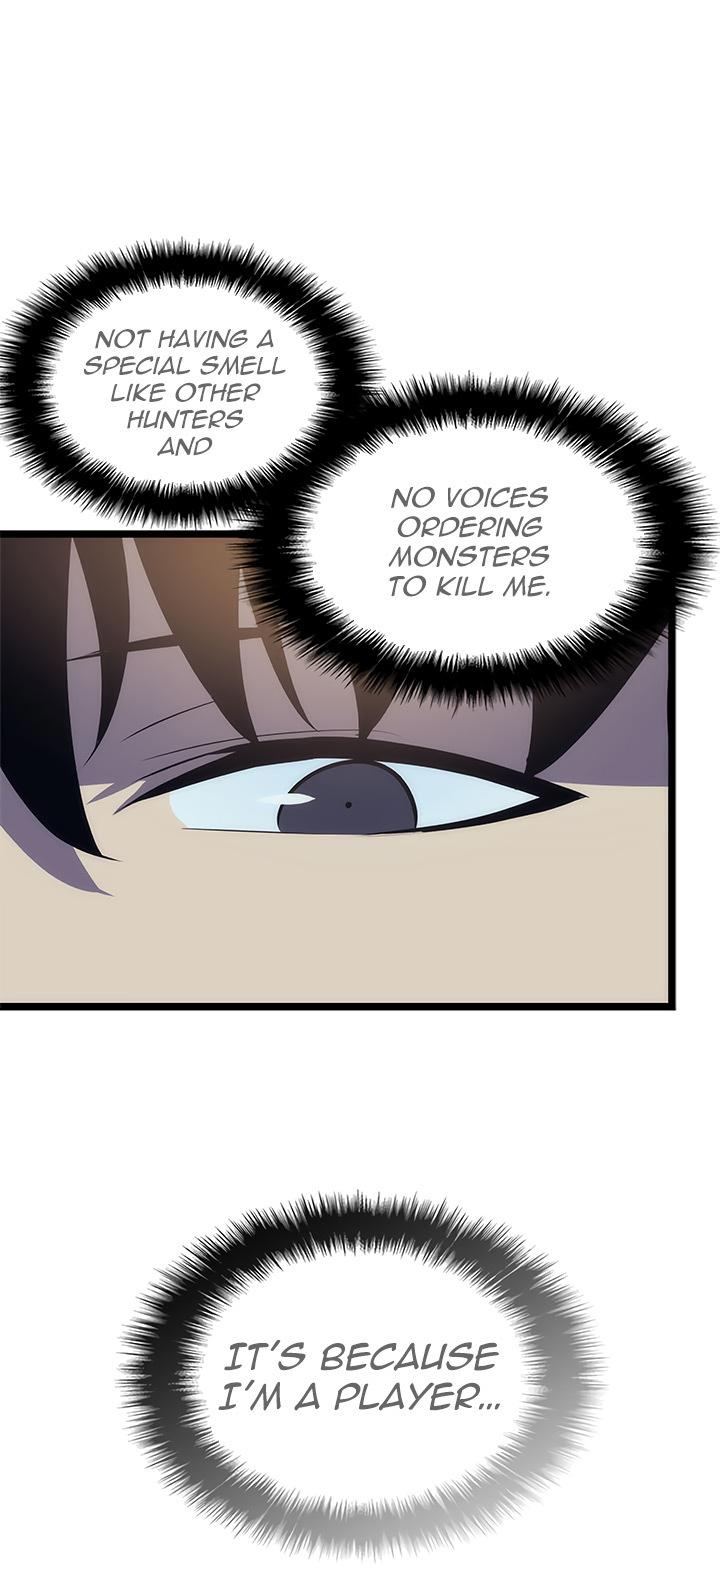 NOT HAVING A
SPECIAL SMELL
LIKE OTHER
HUNTERS
AND
NO VOICES
ORDERING
MONSTERS
TO KILL ME.
IT'S BECAUSE
I'M A PLAYER...